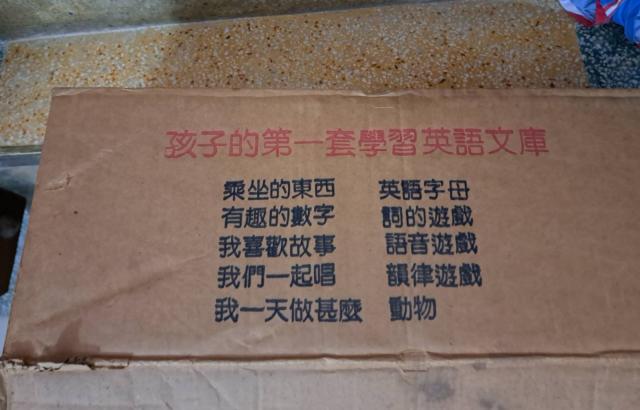 孩子的第一套學習英語文庫
乘坐的東西 英語字母
有趣的數字 詞的遊戲
我喜歡故事 語音遊戲
我們一起唱 韻律遊戲
我一天做甚麼 動物